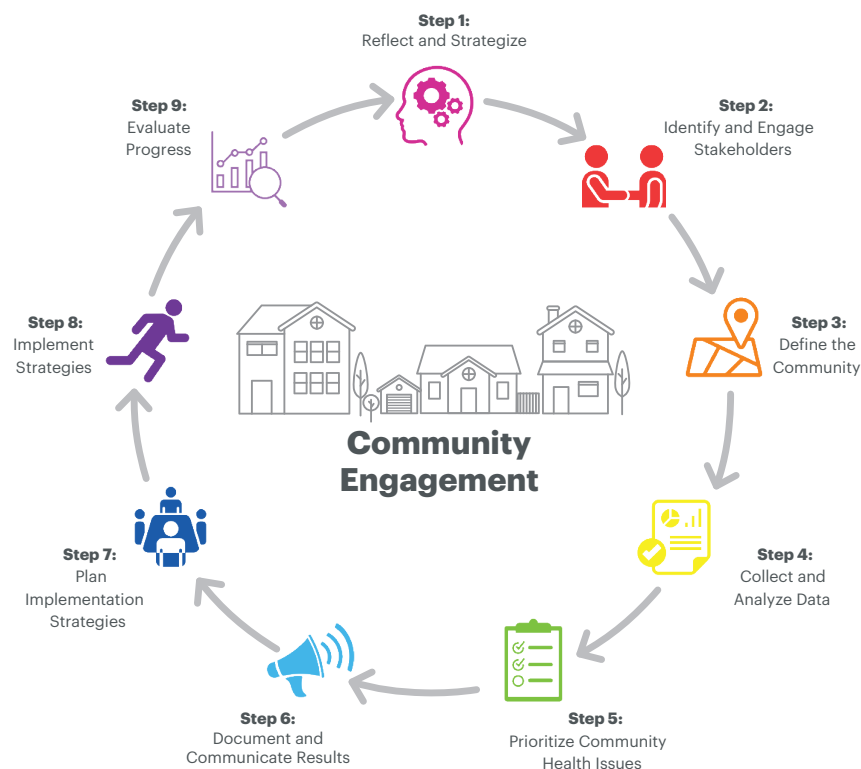 Step 1:
Reflect and Strategize
Step 2:
Identify and Engage
Stakeholders
Step 3:
Define the
Community
Step 4:
Collect and
Analyze Data
Step 5:
Prioritize Community
Health Issues
Step 6:
Document and
Communicate Results
Step 7:
Plan
Implementation
Strategies
Step 8:
Implement
Strategies
Step 9:
Evaluate
Progress
Community
Engagement